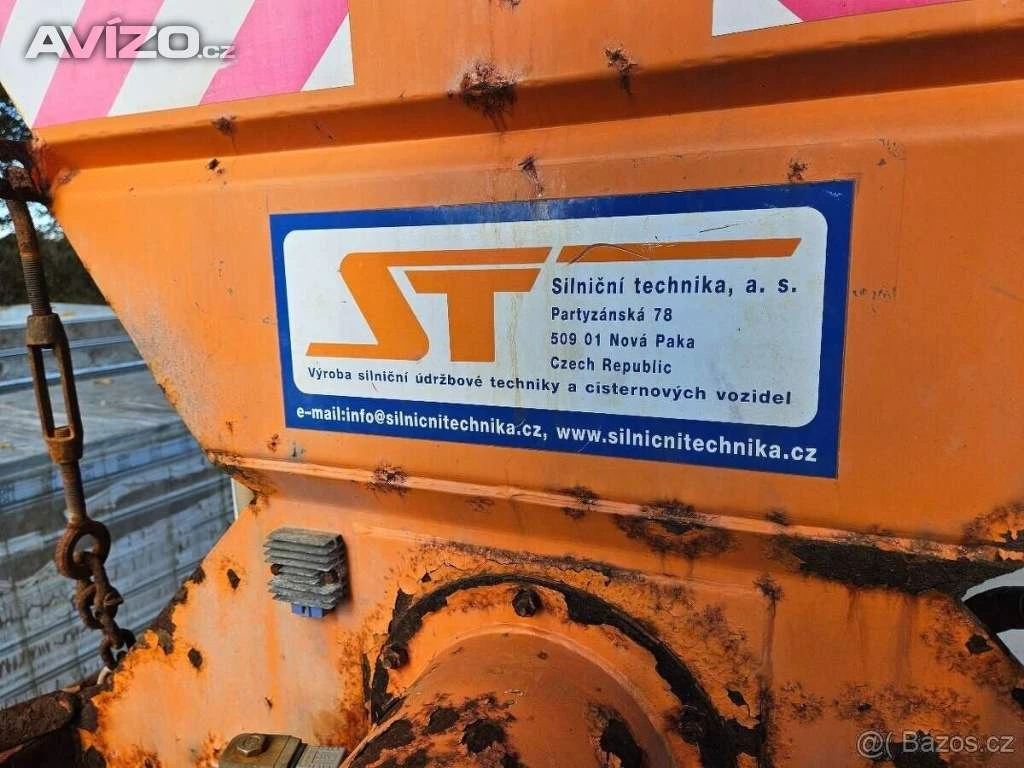 AVÍZO.cz
ST
Silniční technika, a. s.
Partyzánská 78
509 01 Nová Paka
Czech Republic
Výroba silniční údržbové techniky a cisternových vozidel
e-mail:info@silnicnitechnika.cz, www.silnicnitechnika.cz
@( Bazos.cz